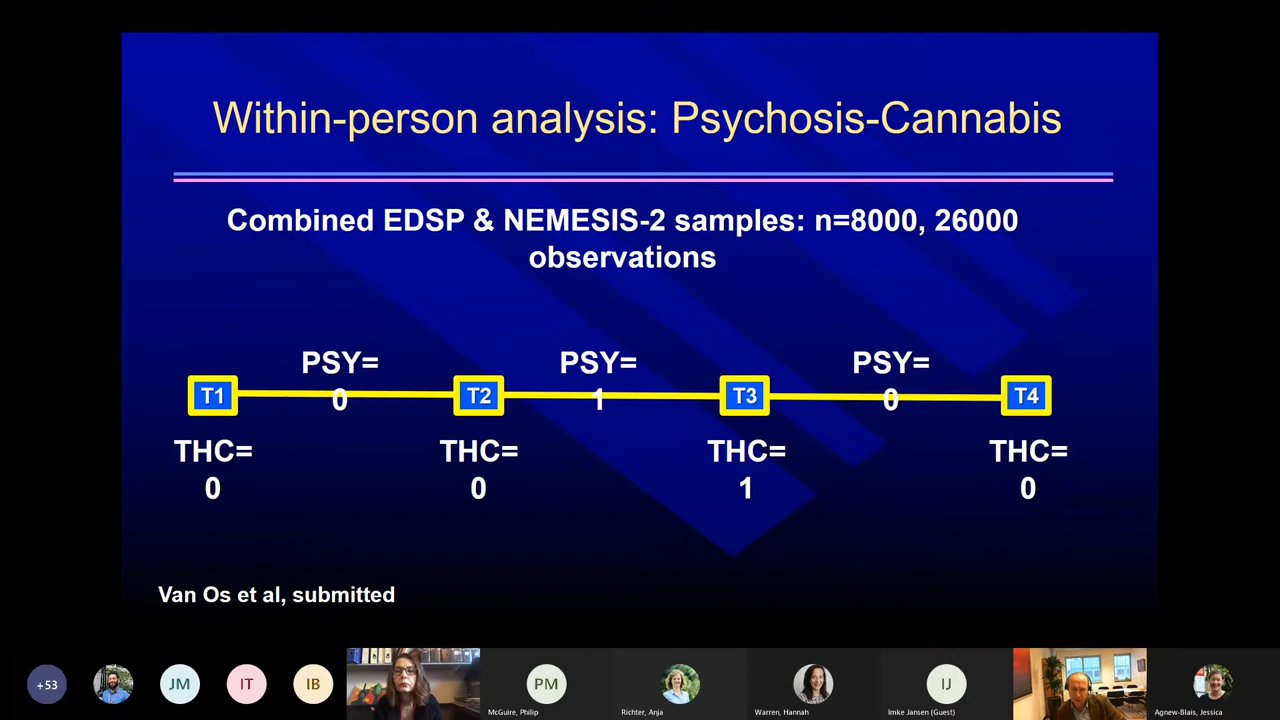 Within-person analysis: Psychosis-Cannabis
Combined EDSP & NEMESIS-2 samples: n=8000, 26000
observations
PSY=
0
PSY=
1
PSY=
0
T1
T2
T3
T4
THC=
0
THC=
0
THC=
1
THC=
0
Van Os et al, submitted
+53
JM
IT
IB
PM
McGuire, Philip
Richter, Anja
Warren, Hannah
IJ
Imke Jansen (Guest)
Agnew-Blais, Jessica